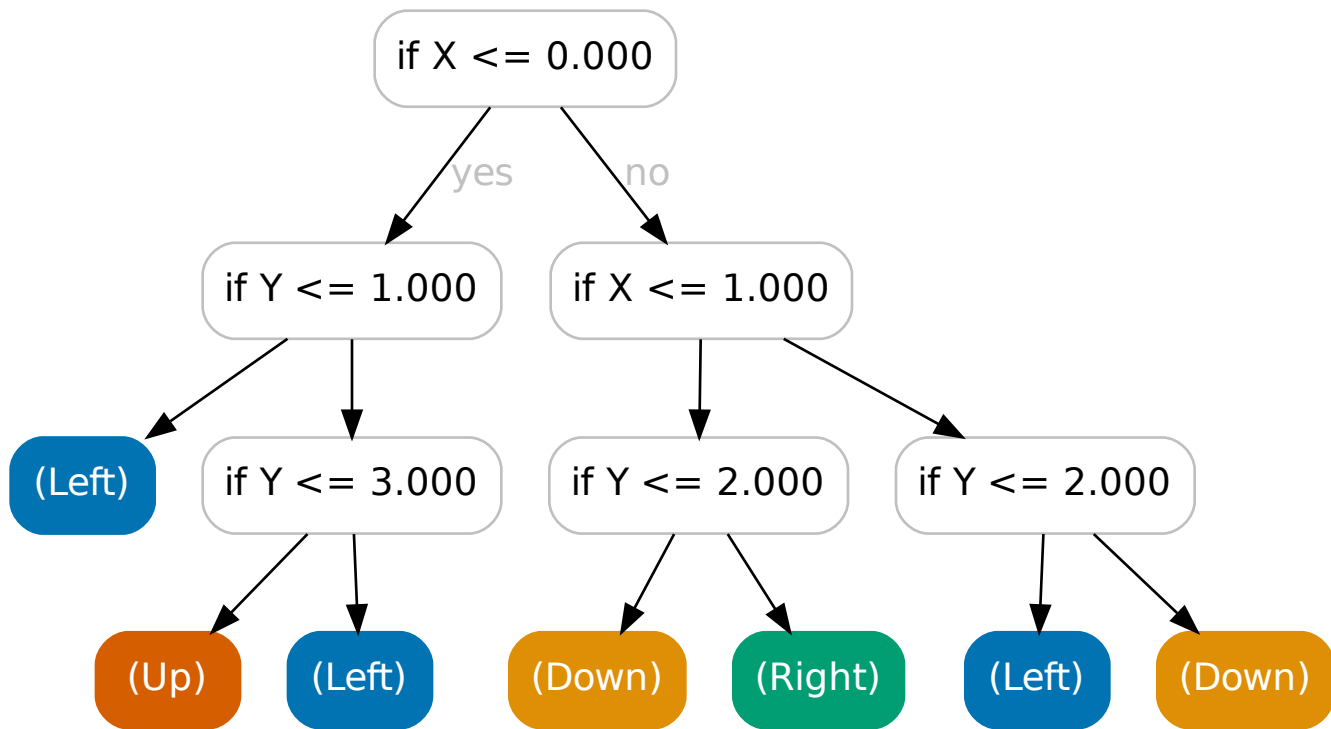 if X <= 0.000
yes
no
if Y <= 1.000
if X <= 1.000
(Left)
if Y <= 3.000
if Y <= 2.000
if Y <= 2.000
(Up)
(Left)
(Down)
(Right)
(Left)
(Down)